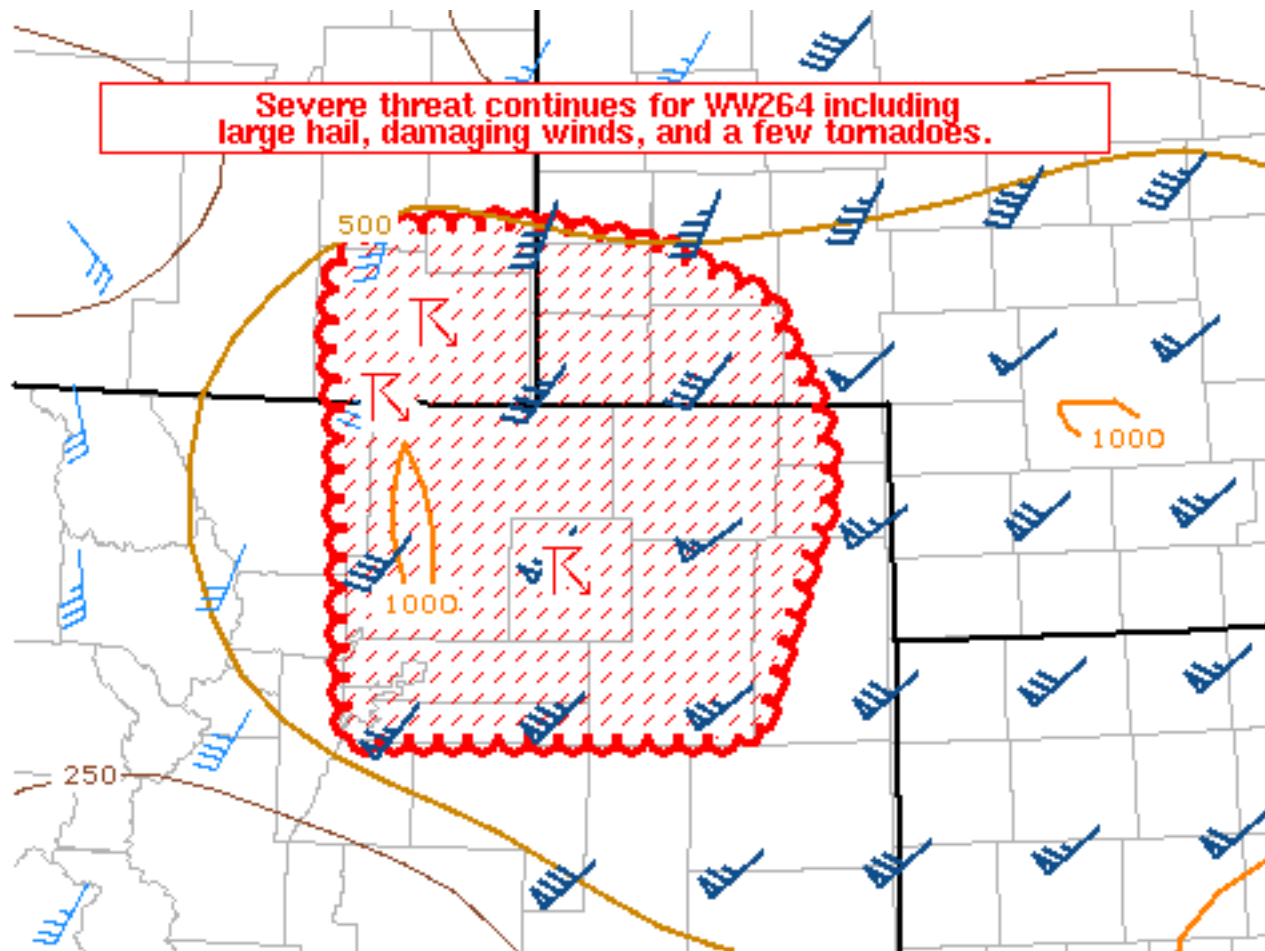 Severe threat continues for WW264 including
large hail, damaging winds, and a few tornadoes.
500
1000
1000
250